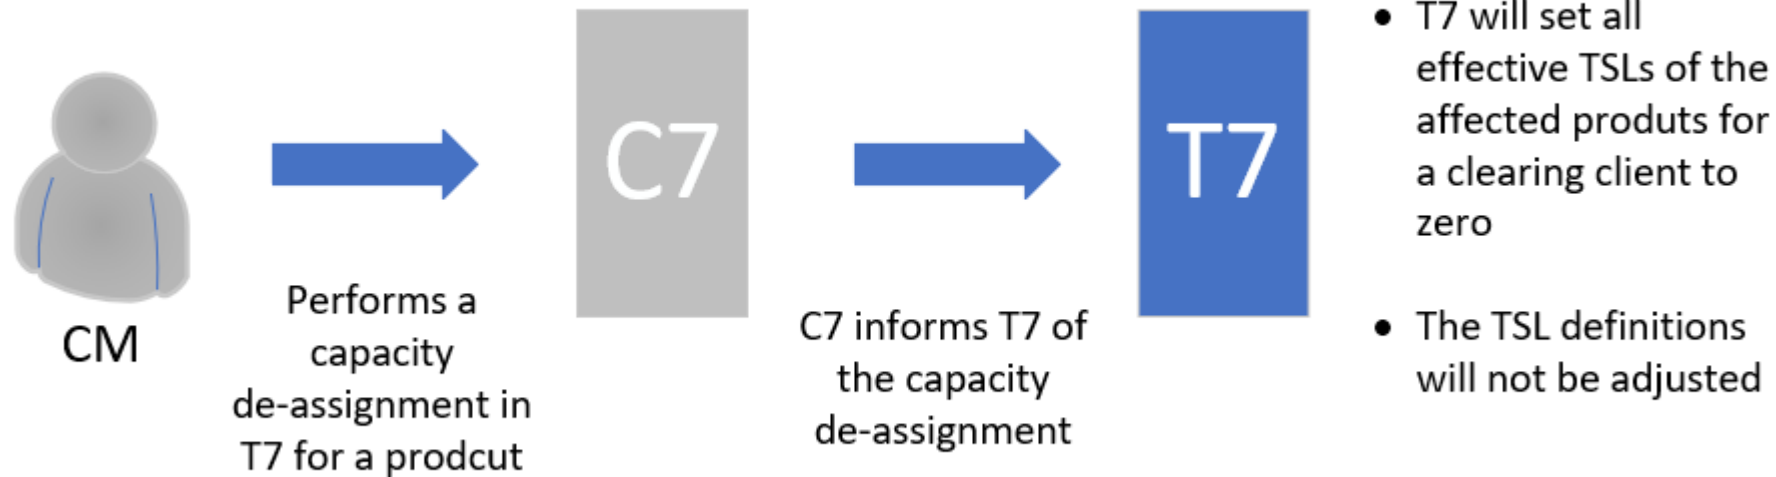 CM
Performs a
capacity
de-assignment in
T7 for a prodcut
C7
C7 informs T7 of
the capacity
de-assignment
T7
• T7 will set all
effective TSLs of the
affected produts for
a clearing client to
zero
• The TSL definitions
will not be adjusted